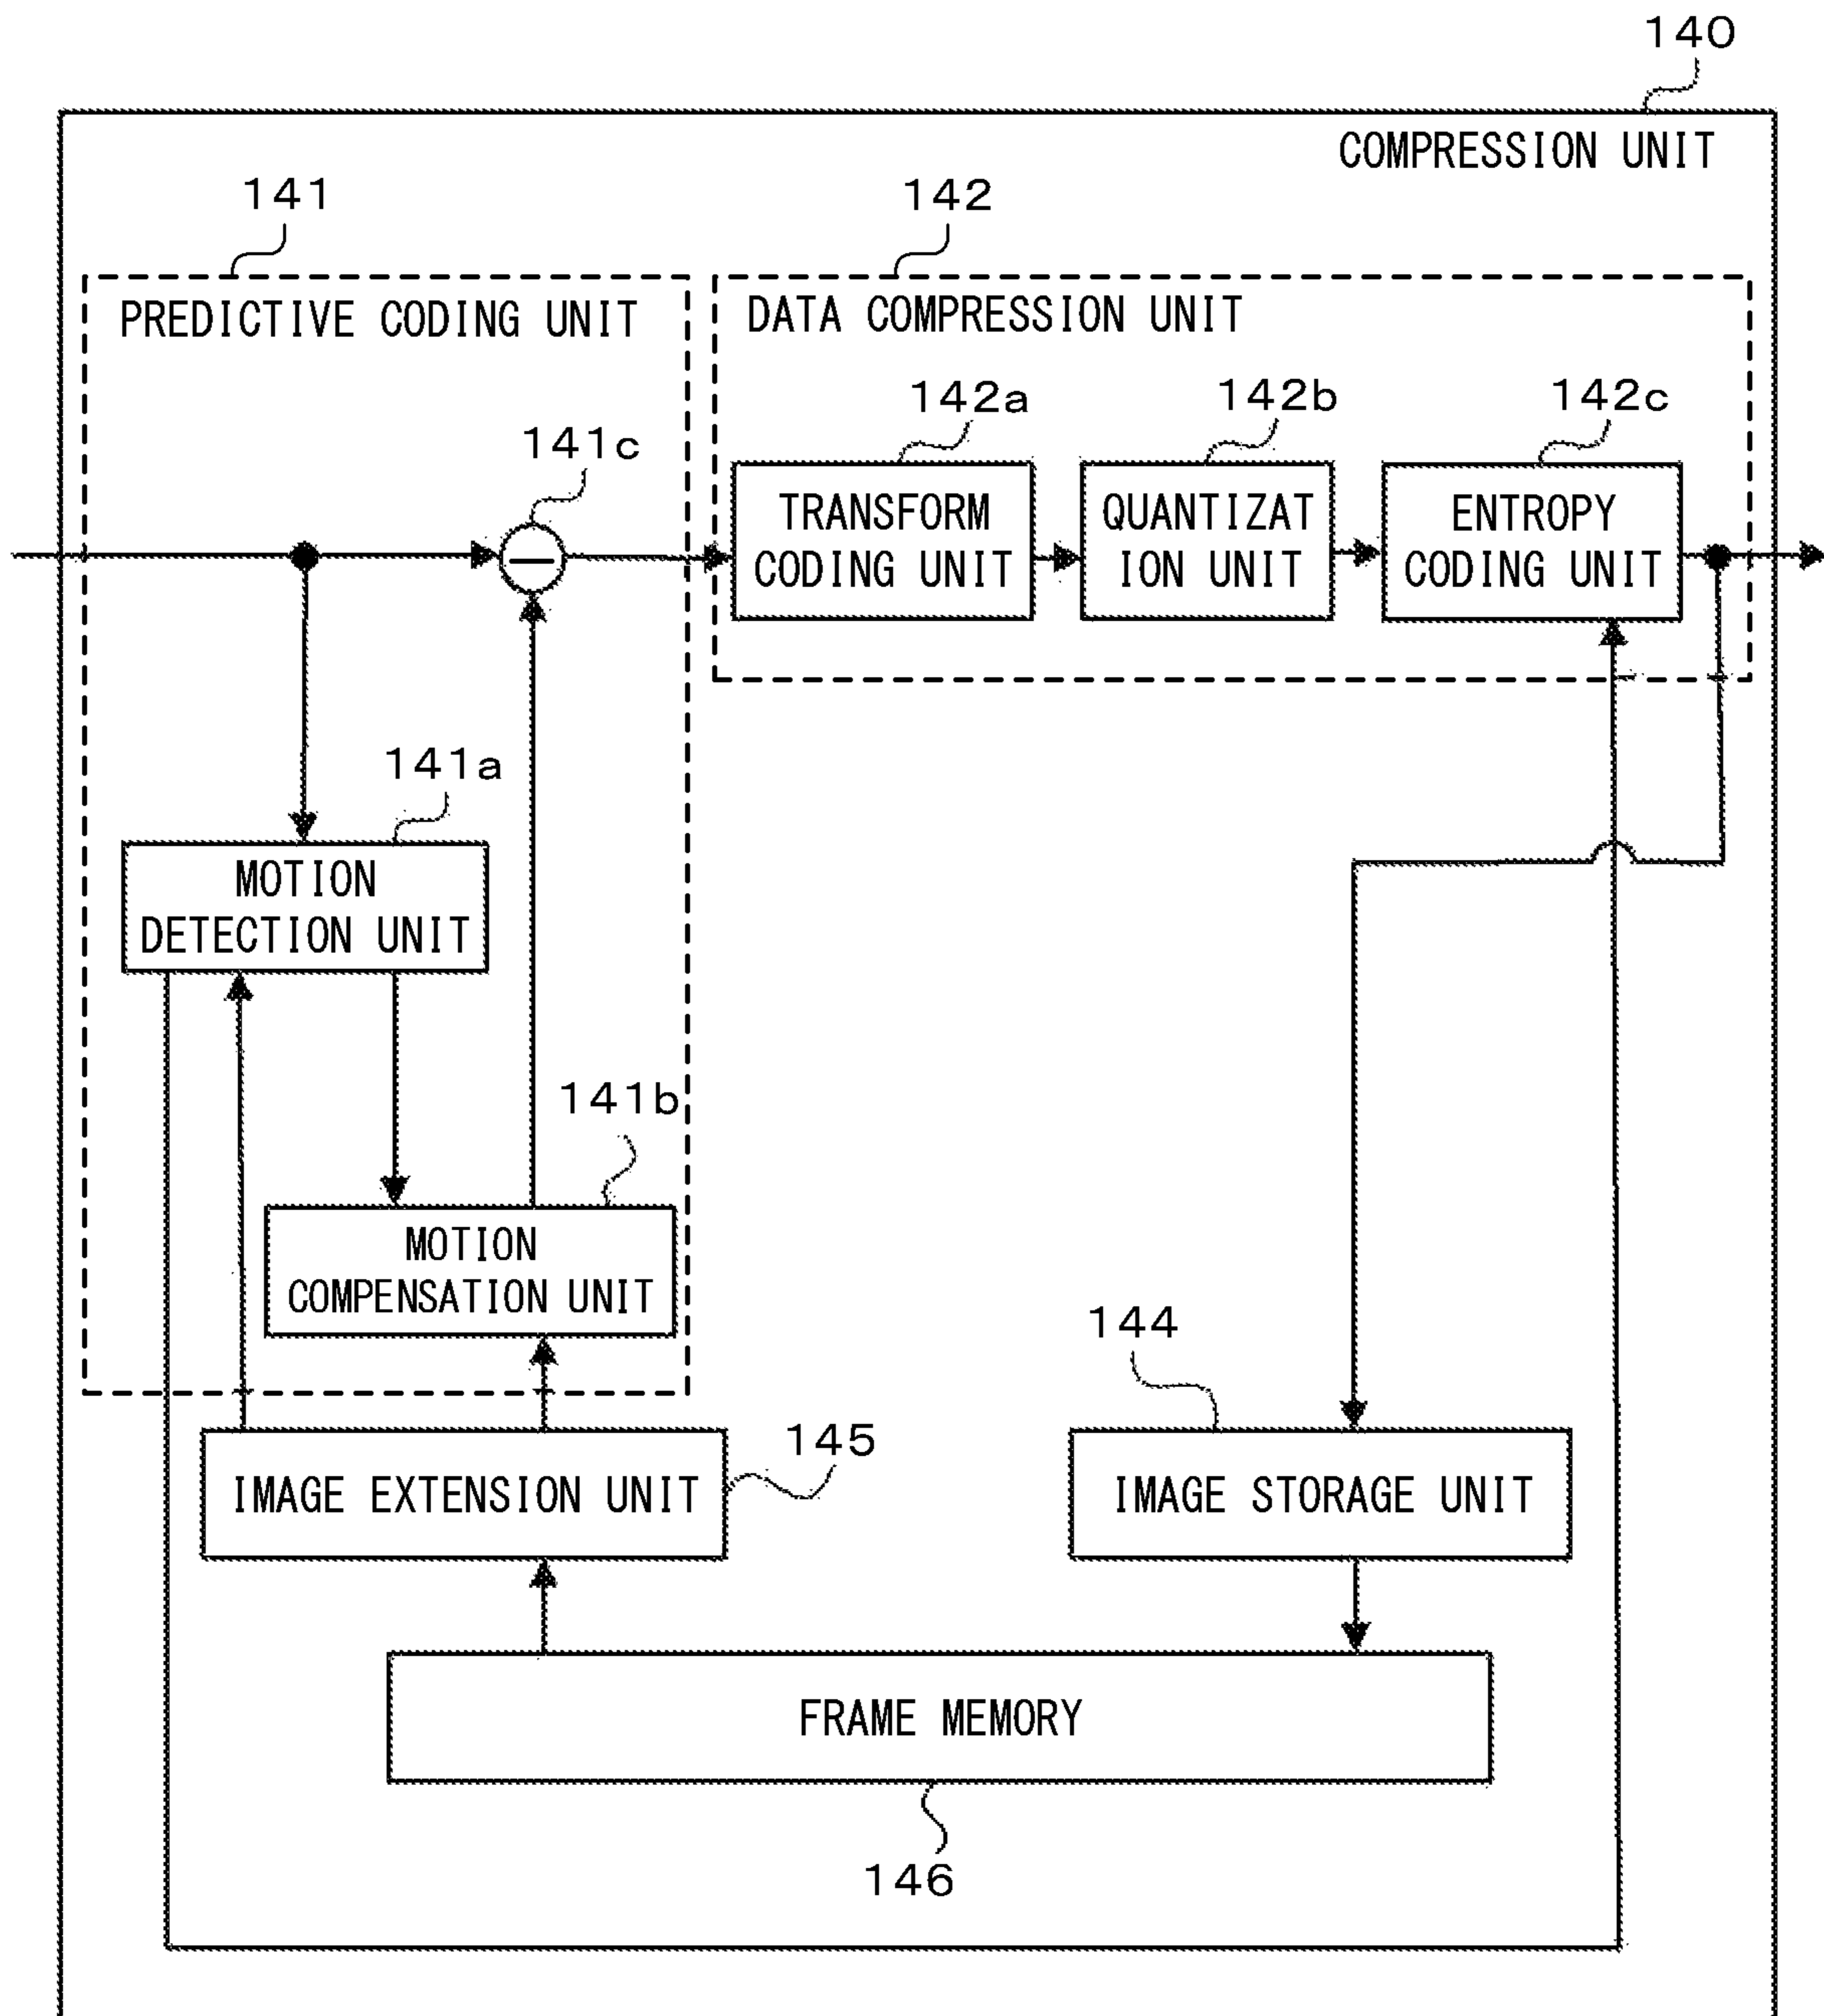 140
COMPRESSION UNIT
141
142
PREDICTIVE CODING UNIT
DATA COMPRESSION UNIT
142a
142b
142c
141c
TRANSFORM
CODING UNIT
QUANTIZAT
ION UNIT
ENTROPY
CODING UNIT
141a
MOTION
DETECTION UNIT
141b
MOTION
COMPENSATION UNIT
144
145
IMAGE EXTENSION UNIT
IMAGE STORAGE UNIT
FRAME MEMORY
146